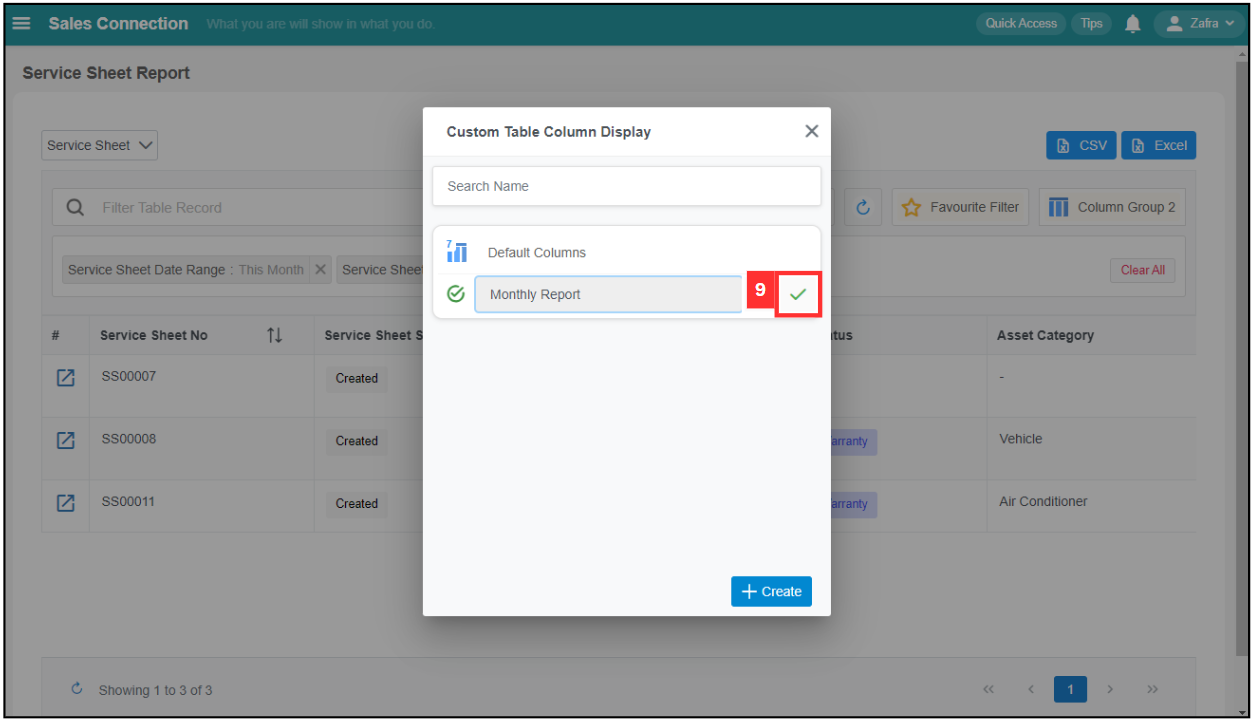 Sales Connection What you are will show in what you do. Quick Access Tips Zafra
Service Sheet Report
Custom Table Column Display
Service Sheet CSV Excel
Search Name
Filter Table Record Favourite Filter Column Group 2
7 Default Columns
Service Sheet Date Range : This Month Service Sheet Clear All
Monthly Report 9
# Service Sheet No Service Sheet S tus Asset Category
SS00007 Created -
SS00008 Created arranty Vehicle
SS00011 Created arranty Air Conditioner
Create
Showing 1 to 3 of 3 << < 1 > >>